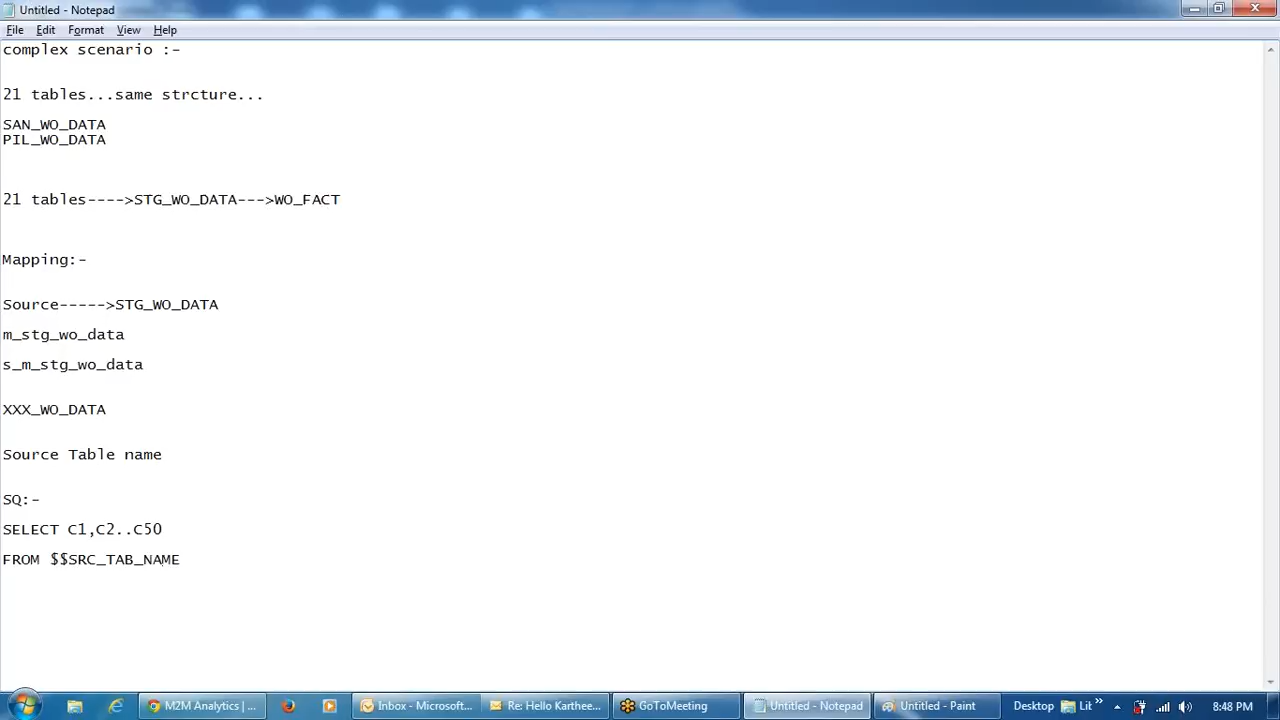 Untitled - Notepad
File Edit Format View Help
complex scenario :-
21 tables...same strcture...
SAN_WO_DATA
PIL_WO_DATA
21 tables---->STG_WO_DATA--->WO_FACT
Mapping:-
Source----->STG_WO_DATA
m_stg_wo_data
s_m_stg_wo_data
XXX_WO_DATA
Source Table name
SQ:-
SELECT C1,C2..C50
FROM $$SRC_TAB_NAME
M2M Analytics | ... Inbox - Microsoft... Re: Hello Karthee... GoToMeeting Untitled - Notepad Untitled - Paint Desktop Lit » 8:48 PM